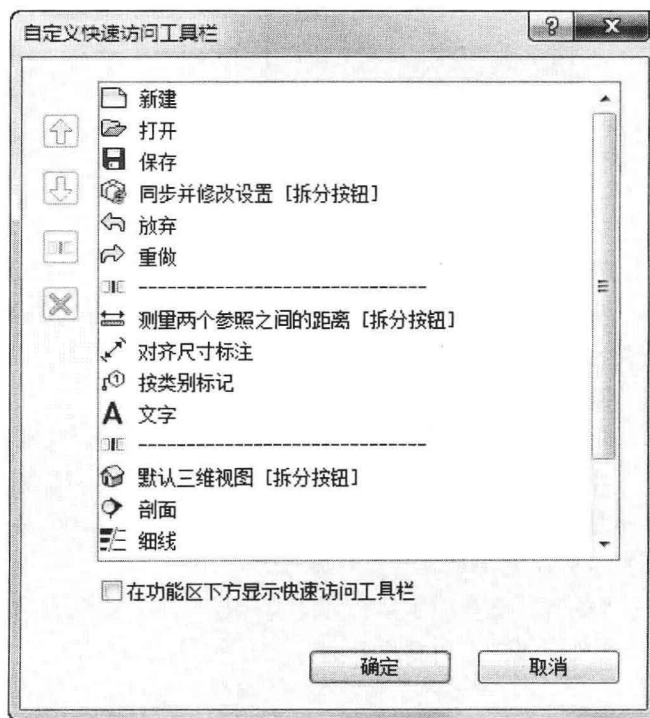 自定义快速访问工具栏
新建
打开
保存
同步并修改设置 [拆分按钮]
放弃
重做
------------------------------
测量两个参照之间的距离 [拆分按钮]
对齐尺寸标注
按类别标记
A 文字
------------------------------
默认三维视图 [拆分按钮]
剖面
细线
在功能区下方显示快速访问工具栏
确定 取消